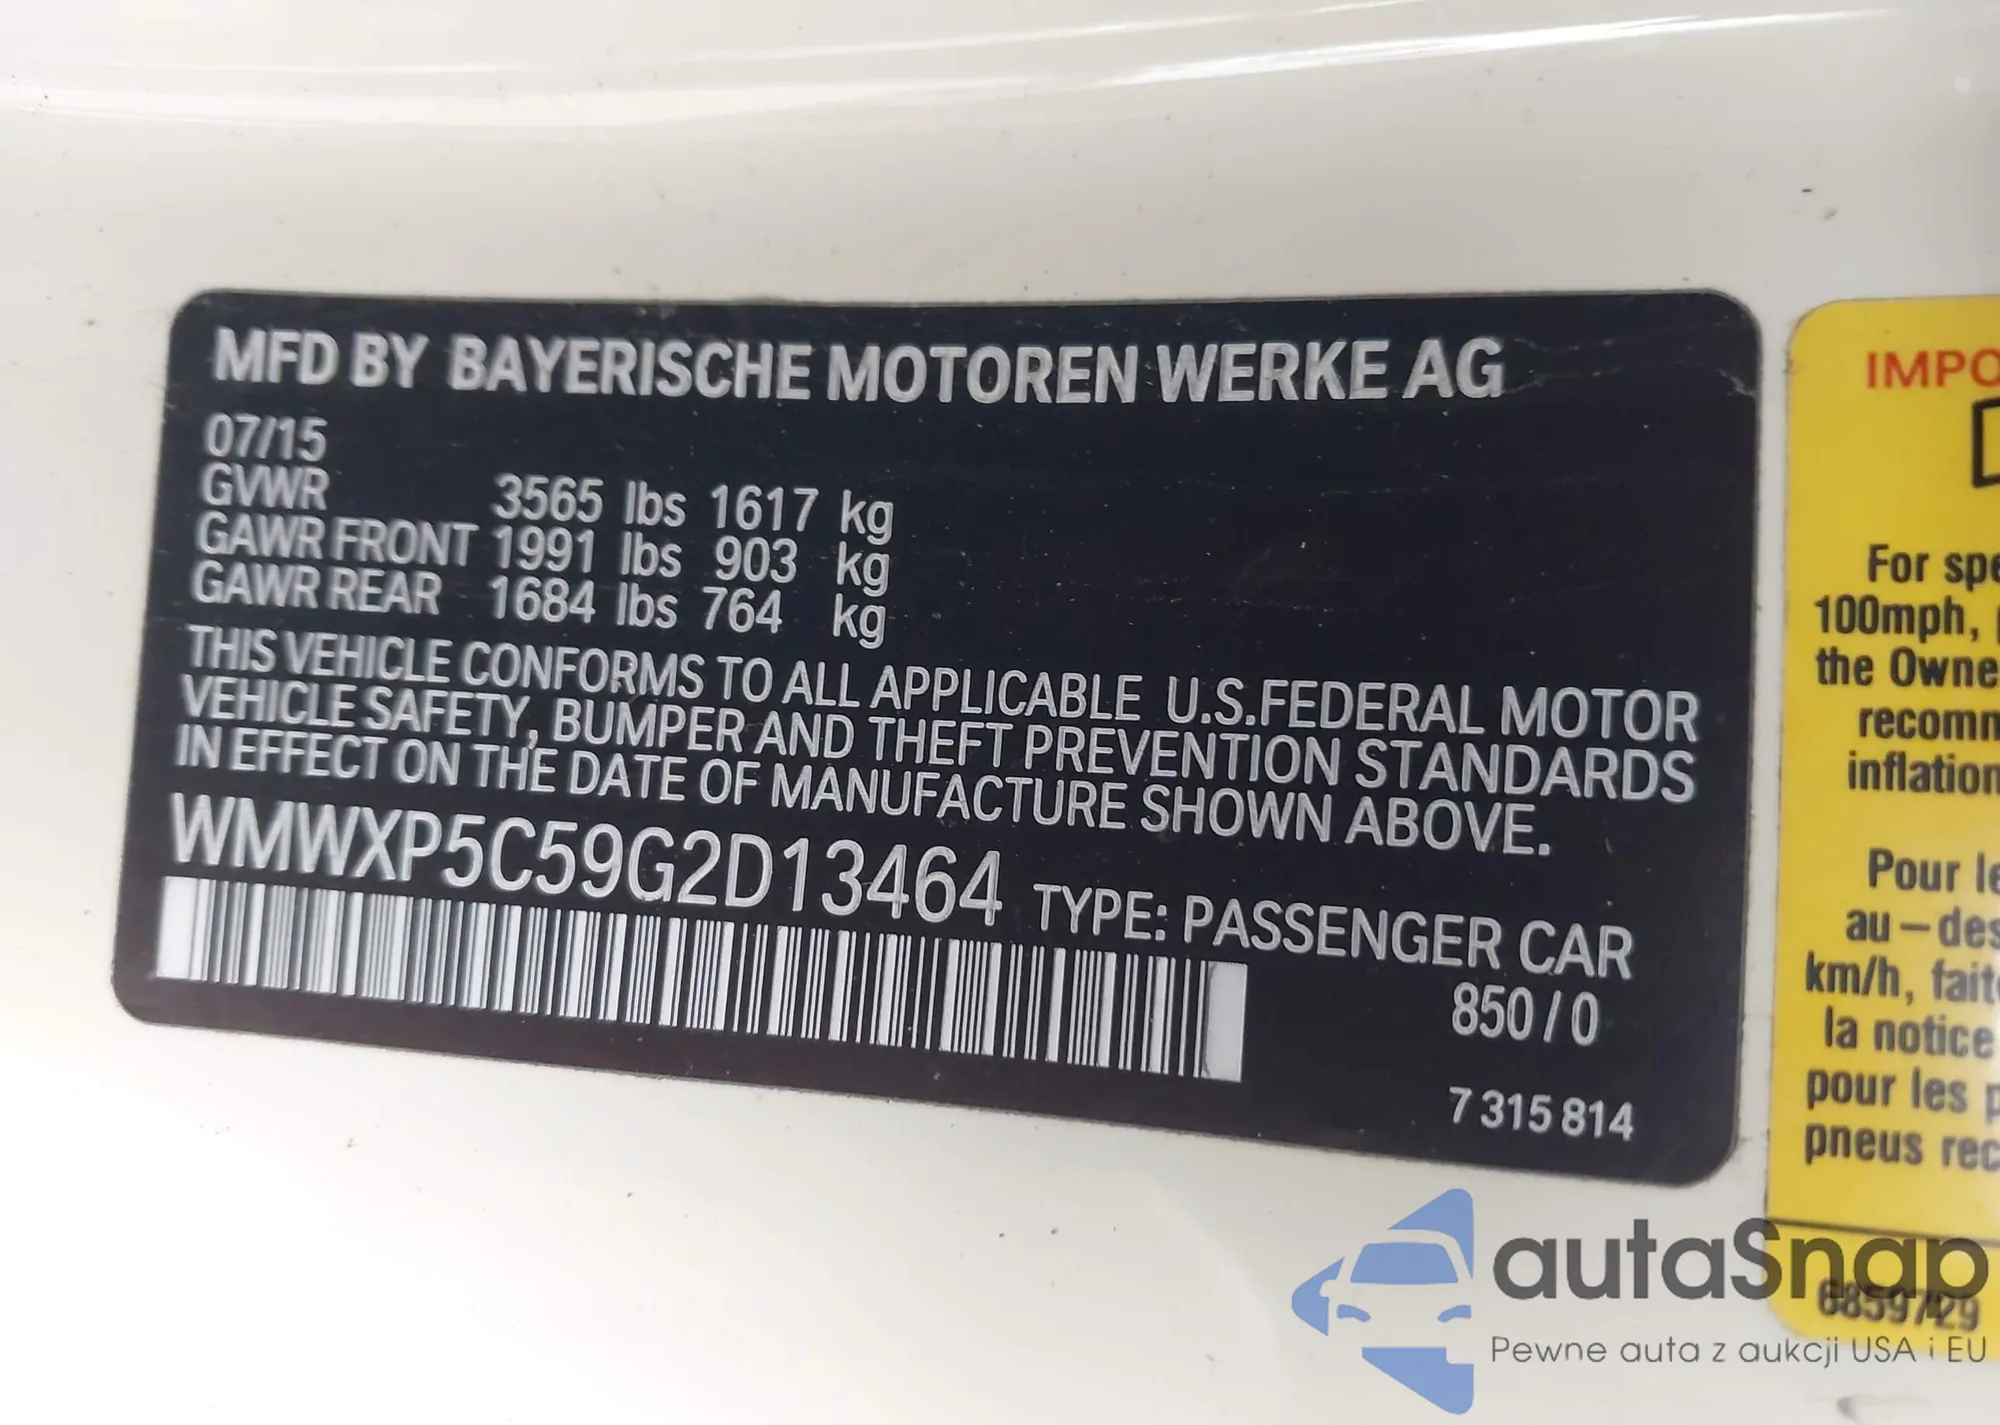 MFD BY BAYERISCHE MOTOREN WERKE AG
07/15
GVWR 3565 lbs 1617 kg
GAWR FRONT 1991 lbs 903 kg
GAWR REAR 1684 lbs 764 kg
THIS VEHICLE CONFORMS TO ALL APPLICABLE U.S.FEDERAL MOTOR
VEHICLE SAFETY, BUMPER AND THEFT PREVENTION STANDARDS
IN EFFECT ON THE DATE OF MANUFACTURE SHOWN ABOVE.
WMWXP5C59G2D13464 TYPE: PASSENGER CAR
850/0
7 315 814
IMPO
For spe
100mph,
the Owne
recomm
inflation
Pour le
au-des
km/h, fait
la notice
pour les p
pneus rec
6859729
autaSnap
Pewne auta z aukcji USA i EU